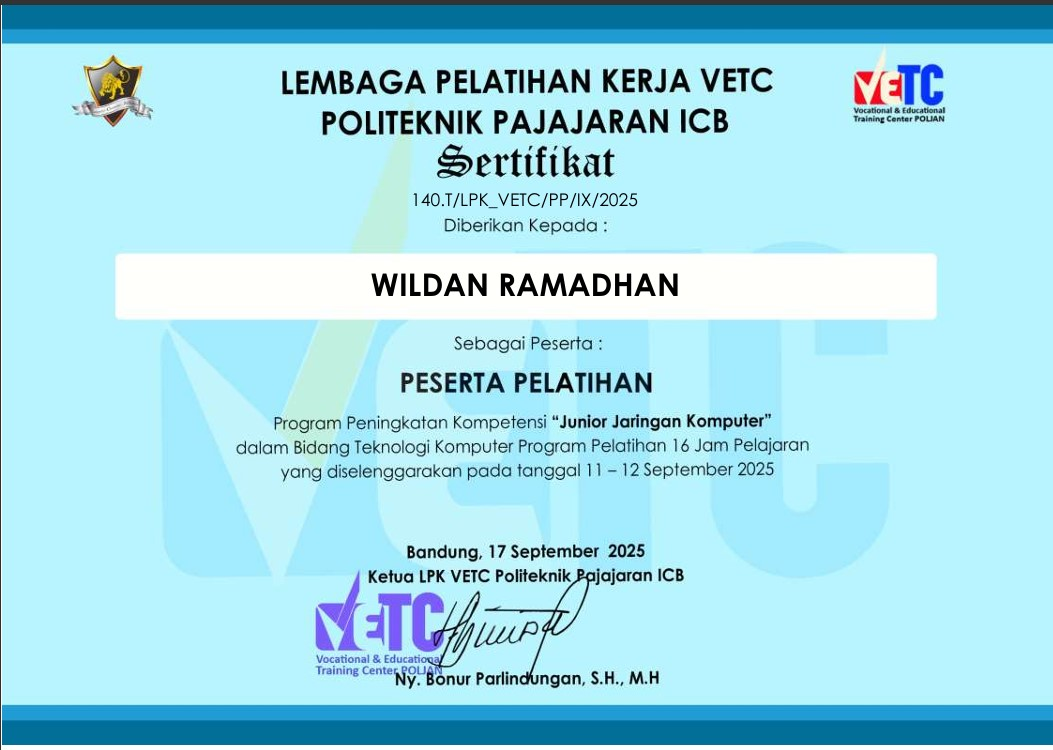 LEMBAGA PELATIHAN KERJA VETC
POLITEKNIK PAJAJARAN ICB
VETC
Vocational & Educational
Training Center POLJAN
Sertifikat
140.T/LPK_VETC/PP/IX/2025
Diberikan Kepada :
WILDAN RAMADHAN
Sebagai Peserta :
PESERTA PELATIHAN
Program Peningkatan Kompetensi “Junior Jaringan Komputer”
dalam Bidang Teknologi Komputer Program Pelatihan 16 Jam Pelajaran
yang diselenggarakan pada tanggal 11 – 12 September 2025
Bandung, 17 September 2025
Ketua LPK VETC Politeknik Pajajaran ICB
VETC
Vocational & Educational
Training Center POLJAN
Ny. Bonur Parlindungan, S.H., M.H